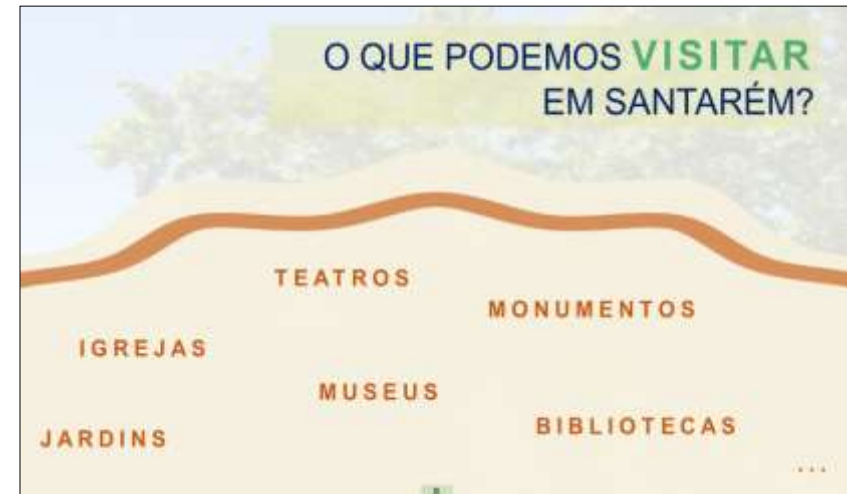 O QUE PODEMOS VISITAR
EM SANTARÉM?
TEATROS
MONUMENTOS
IGREJAS
MUSEUS
BIBLIOTECAS
JARDINS
...